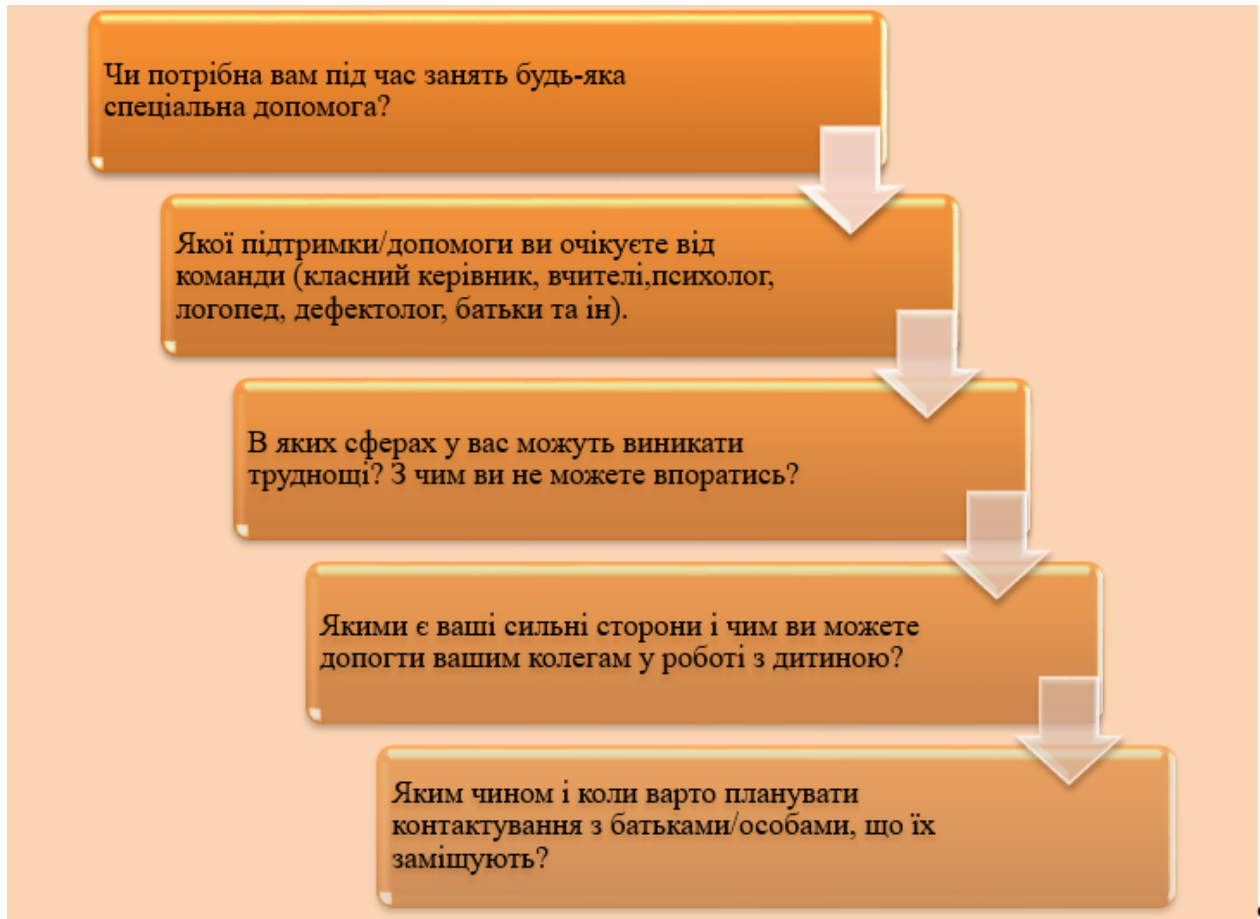 Чи потрібна вам під час занять будь-яка
спеціальна допомога?
Якої підтримки/допомоги ви очікуєте від
команди (класний керівник, вчителі,психолог,
логопед, дефектолог, батьки та ін).
В яких сферах у вас можуть виникати
труднощі? З чим ви не можете впоратись?
Якими є ваші сильні сторони і чим ви можете
допогти вашим колегам у роботі з дитиною?
Яким чином і коли варто планувати
контактування з батьками/особами, що їх
заміщують?